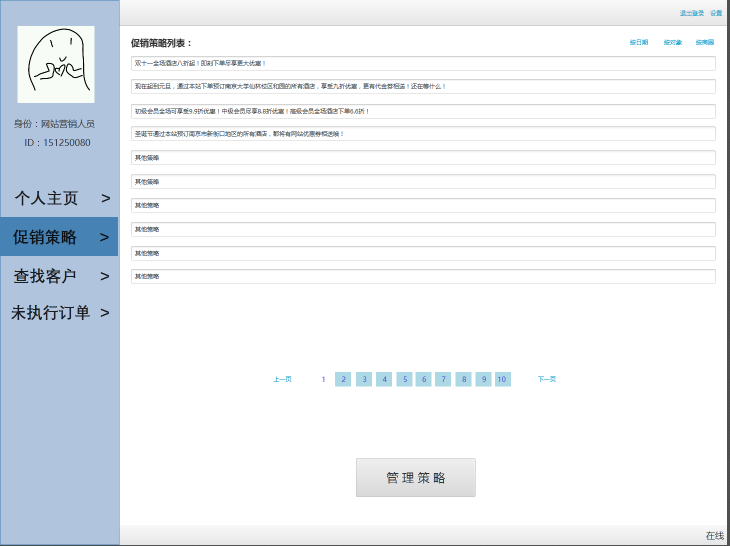 退出登录 设置
身份：网站营销人员
ID：151250080
个人主页 >
促销策略 >
查找客户 >
未执行订单 >
促销策略列表：
按日期 按对象 按商圈
双十一全场酒店八折起！即刻下单尽享更大优惠！
现在起到元旦，通过本站下单预订南京大学仙林校区和园的所有酒店，享受九折优惠，更有代金券相送！还在等什么！
初级会员全场可享受9.9折优惠！中级会员尽享8.8折优惠！高级会员全场酒店下单6.6折！
圣诞节通过本站预订南京市新街口地区的所有酒店，都将有网站优惠券相送哦！
其他策略
其他策略
其他策略
其他策略
其他策略
其他策略
上一页 1 2 3 4 5 6 7 8 9 10 下一页
管理策略
在线